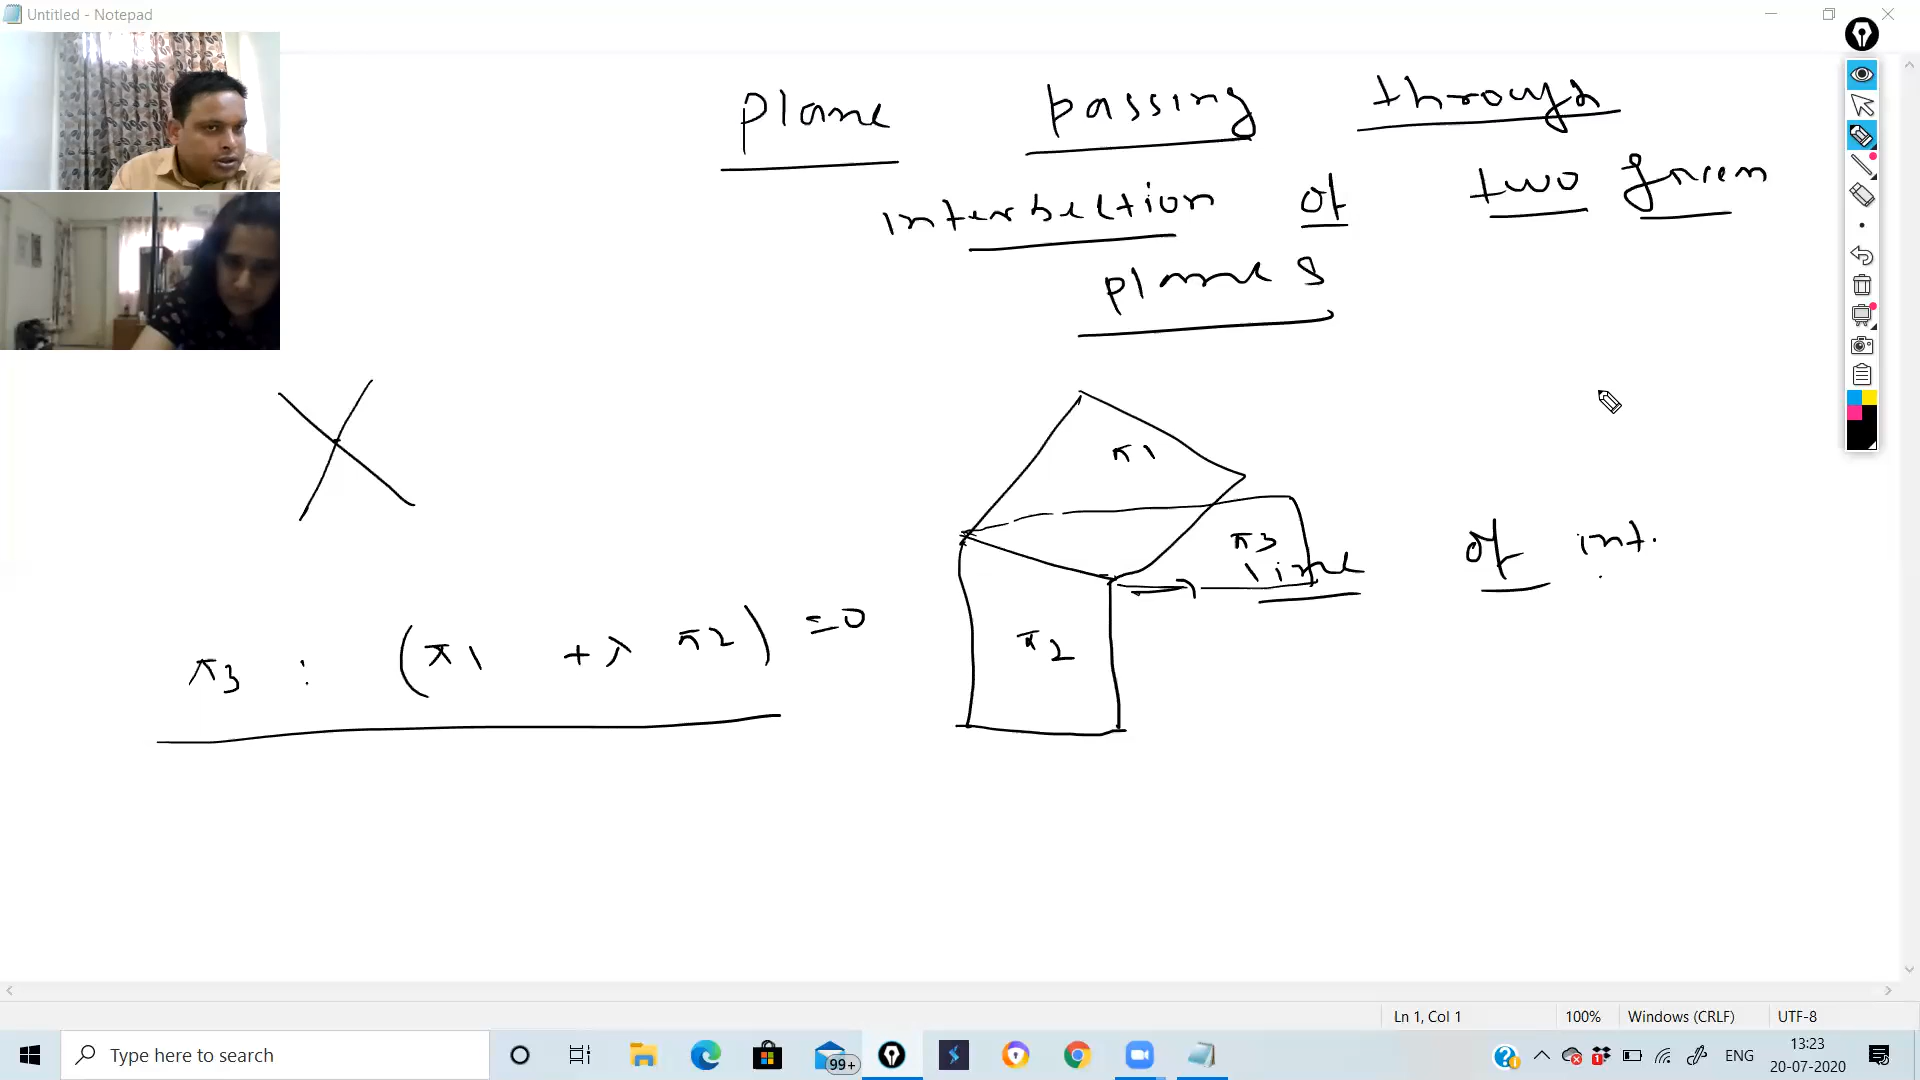 Untitled - Notepad
plane passing through
intersection of two given
planes
π1
π3
line of int.
π2
π3 : (π1 + λ π2) = 0
Ln 1, Col 1 100% Windows (CRLF) UTF-8
Type here to search
99+
ENG
13:23
20-07-2020